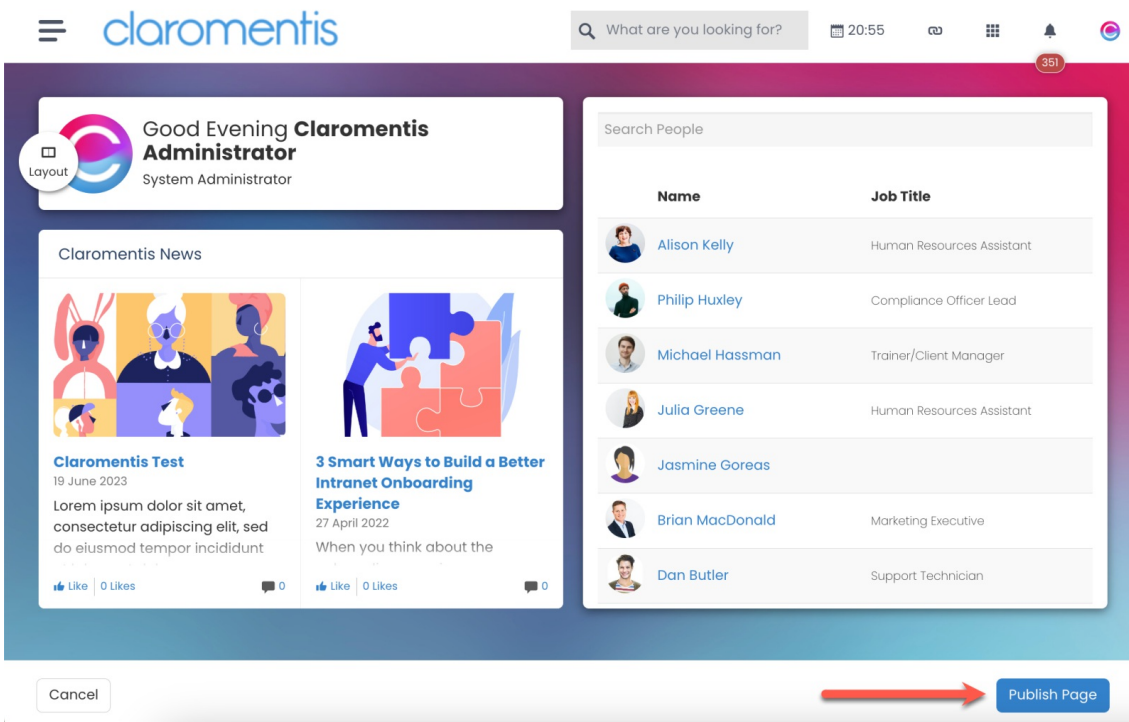 claromentis
What are you looking for?
20:55
351
Good Evening Claromentis
Administrator
System Administrator
Layout
Claromentis News
Claromentis Test
19 June 2023
Lorem ipsum dolor sit amet,
consectetur adipiscing elit, sed
do eiusmod tempor incididunt
Like
0 Likes
0
3 Smart Ways to Build a Better
Intranet Onboarding
Experience
27 April 2022
When you think about the
Like
0 Likes
0
Search People
Name Job Title
Alison Kelly Human Resources Assistant
Philip Huxley Compliance Officer Lead
Michael Hassman Trainer/Client Manager
Julia Greene Human Resources Assistant
Jasmine Goreas
Brian MacDonald Marketing Executive
Dan Butler Support Technician
Cancel
Publish Page